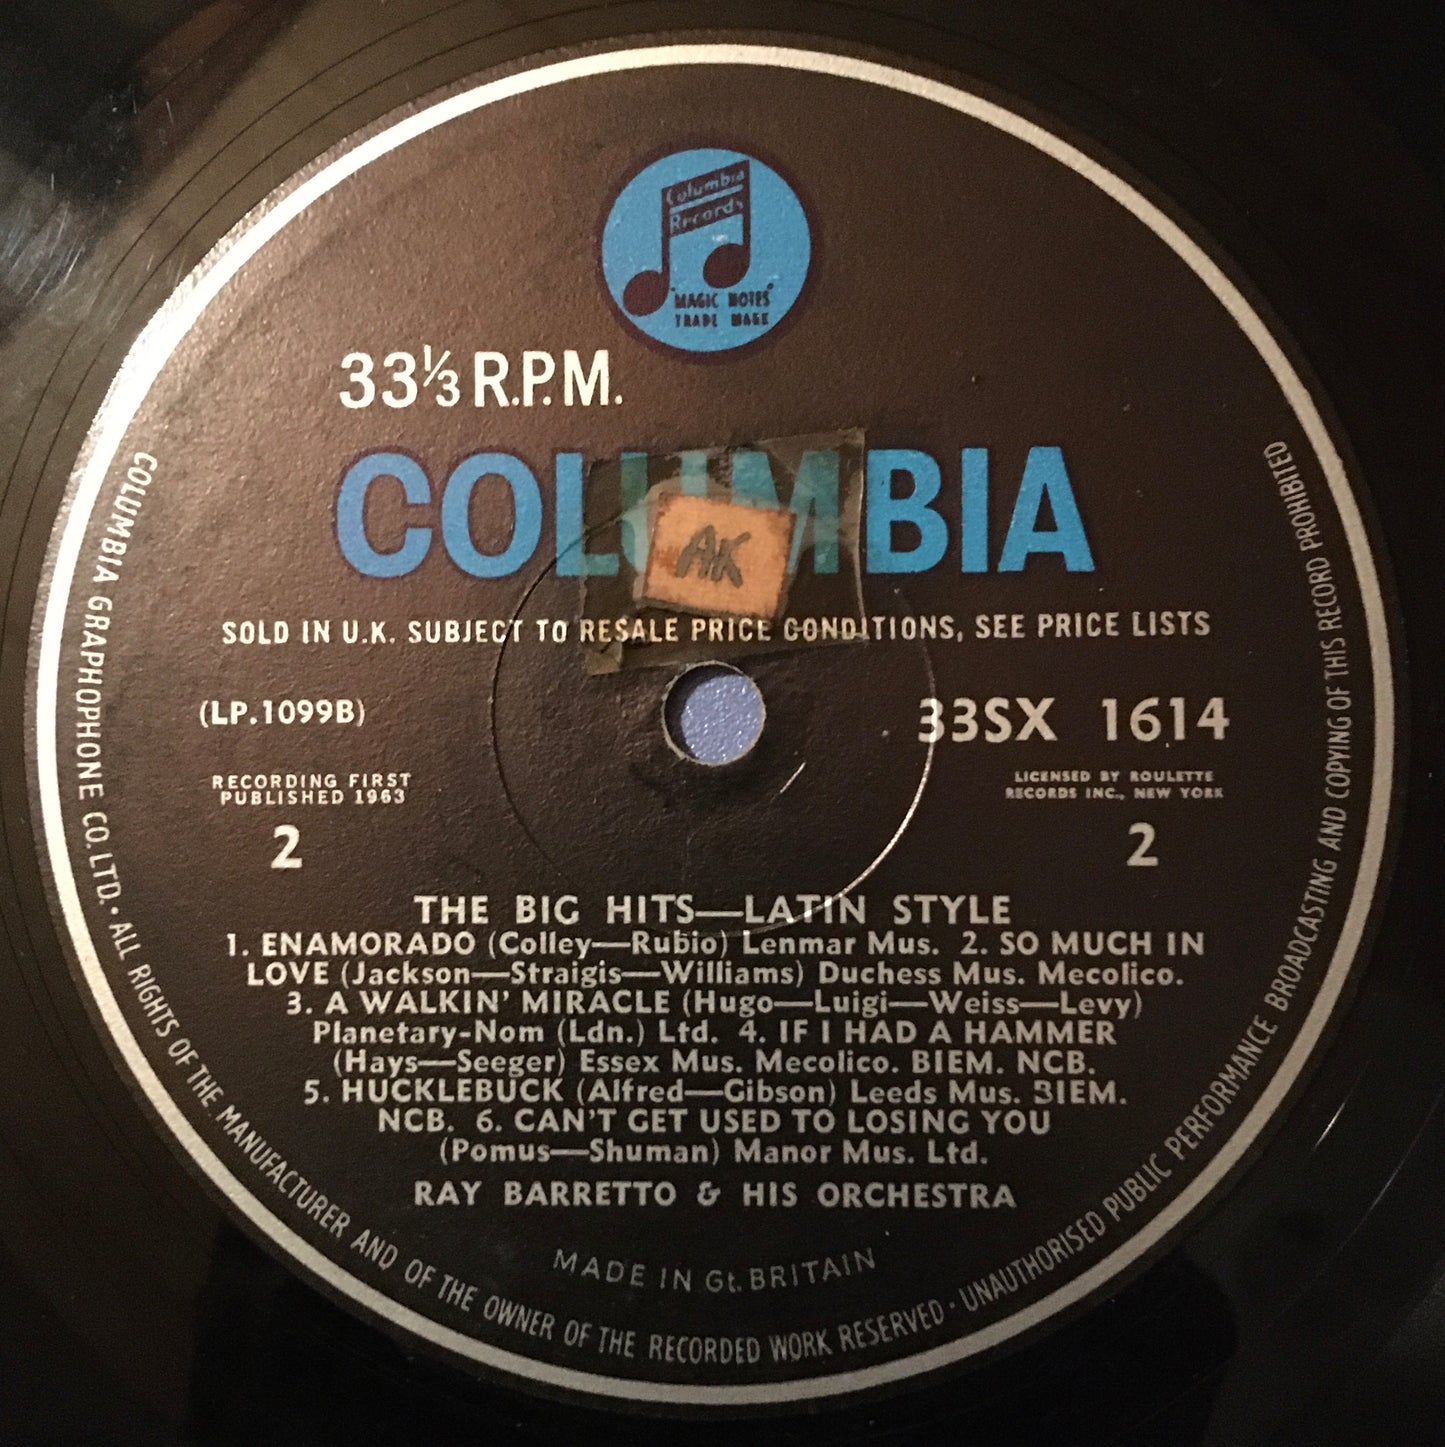 Columbia
Records
"MAGIC NOTES"
TRADE MARK
33⅓ R.P.M.
COLUMBIA
AK
SOLD IN U.K. SUBJECT TO RESALE PRICE CONDITIONS, SEE PRICE LISTS
(LP.1099B)
33SX 1614
RECORDING FIRST
PUBLISHED 1963
LICENSED BY ROULETTE
RECORDS INC., NEW YORK
2
2
THE BIG HITS—LATIN STYLE
1. ENAMORADO (Colley—Rubio) Lenmar Mus. 2. SO MUCH IN
LOVE (Jackson—Straigis—Williams) Duchess Mus. Mecolico.
3. A WALKIN' MIRACLE (Hugo—Luigi—Weiss—Levy)
Planetary-Nom (Ldn.) Ltd. 4. IF I HAD A HAMMER
(Hays—Seeger) Essex Mus. Mecolico. BIEM. NCB.
5. HUCKLEBUCK (Alfred—Gibson) Leeds Mus. BIEM.
NCB. 6. CAN'T GET USED TO LOSING YOU
(Pomus—Shuman) Manor Mus. Ltd.
RAY BARRETTO & HIS ORCHESTRA
MADE IN Gt. BRITAIN
COLUMBIA GRAPHOPHONE CO. LTD. · ALL RIGHTS OF THE MANUFACTURER AND OF THE OWNER OF THE RECORDED WORK RESERVED · UNAUTHORISED PUBLIC PERFORMANCE BROADCASTING AND COPYING OF THIS RECORD PROHIBITED